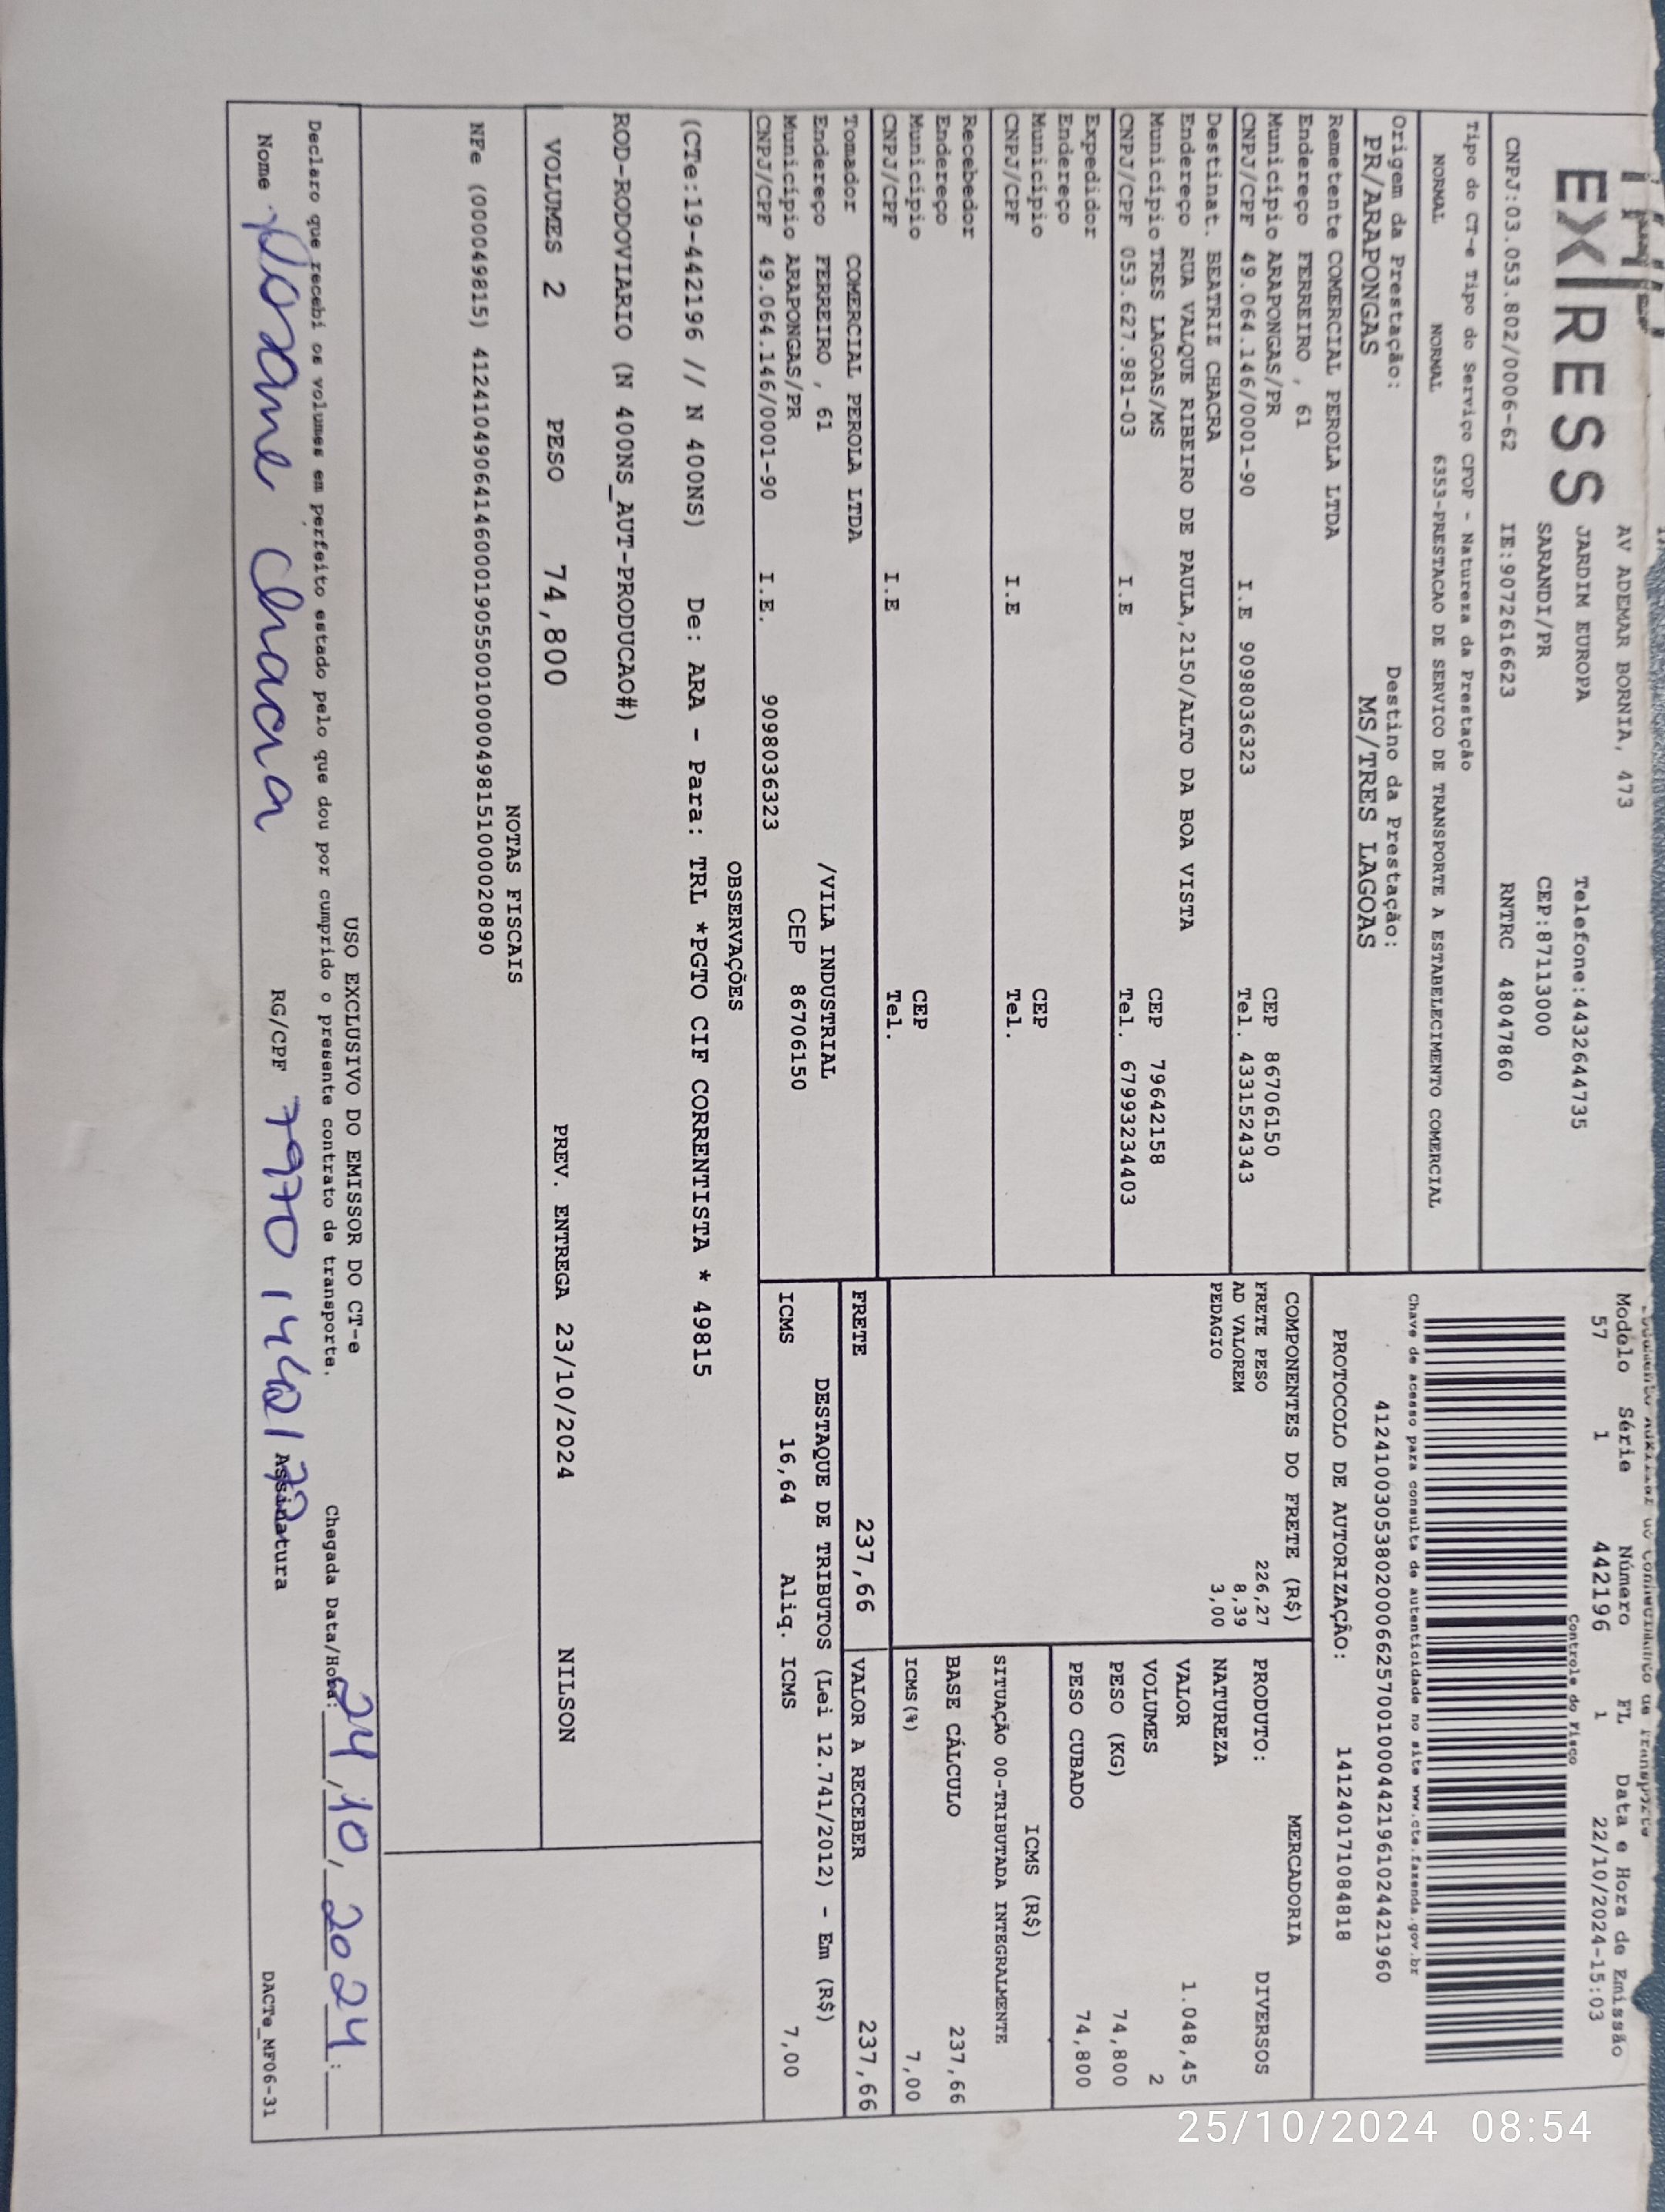 EXPRESS
AV ADEMAR BORNIA, 473
JARDIM EUROPA Telefone:4432644735
SARANDI/PR CEP:87113000
CNPJ:03.053.802/0006-62 IE:9072616623 RNTRC 48047860
Tipo do CT-e Tipo do Serviço CFOP - Natureza da Prestação
NORMAL NORMAL 6353-PRESTACAO DE SERVICO DE TRANSPORTE A ESTABELECIMENTO COMERCIAL
Origem da Prestação: Destino da Prestação:
PR/ARAPONGAS MS/TRES LAGOAS
Remetente COMERCIAL PEROLA LTDA
Endereço FERREIRO , 61
Município ARAPONGAS/PR CEP 86706150
CNPJ/CPF 49.064.146/0001-90 I.E 9098036323 Tel. 4331524343
Destinat. BEATRIZ CHACRA
Endereço RUA VALQUE RIBEIRO DE PAULA,2150/ALTO DA BOA VISTA
Município TRES LAGOAS/MS CEP 79642158
CNPJ/CPF 053.627.981-03 I.E Tel. 67993234403
Expedidor
Endereço
Município CEP
CNPJ/CPF I.E Tel.
Recebedor
Endereço
Município CEP
CNPJ/CPF I.E Tel.
Tomador COMERCIAL PEROLA LTDA
Endereço FERREIRO , 61 /VILA INDUSTRIAL
Município ARAPONGAS/PR CEP 86706150
CNPJ/CPF 49.064.146/0001-90 I.E. 9098036323
Documento Auxiliar do Conhecimento de Transporte
Modelo Série Número FL Data e Hora de Emissão
57 1 442196 1 22/10/2024-15:03
Controle do Fisco
Chave de acesso para consulta de autenticidade no site www.cte.fazenda.gov.br
41241003053802000662570010004421961024421960
PROTOCOLO DE AUTORIZAÇÃO: 141240171084818
COMPONENTES DO FRETE (R$)
FRETE PESO 226,27
AD VALOREM 8,39
PEDAGIO 3,00
MERCADORIA
PRODUTO: DIVERSOS
NATUREZA
VALOR 1.048,45
VOLUMES 2
PESO (KG) 74,800
PESO CUBADO 74,800
ICMS (R$)
SITUAÇÃO 00-TRIBUTADA INTEGRALMENTE
BASE CÁLCULO 237,66
ICMS(%) 7,00
FRETE 237,66 VALOR A RECEBER 237,66
DESTAQUE DE TRIBUTOS (Lei 12.741/2012) - Em (R$)
ICMS 16,64 Aliq. ICMS 7,00
OBSERVAÇÕES
(CTe:19-442196 // N 400NS) De: ARA - Para: TRL *PGTO CIF CORRENTISTA * 49815
ROD-RODOVIARIO (N 400NS_AUT-PRODUCAO#)
VOLUMES 2 PESO 74,800 PREV. ENTREGA 23/10/2024 NILSON
NOTAS FISCAIS
NFe (000049815) 41241049064146000190550010000498151000020890
USO EXCLUSIVO DO EMISSOR DO CT-e
Declaro que recebi os volumes em perfeito estado pelo que dou por cumprido o presente contrato de transporte. Chegada Data/Hora: 24/10/2024 :
Nome Rosane Chacra RG/CPF Assinatura
DACTe_MF06-31
25/10/2024 08:54